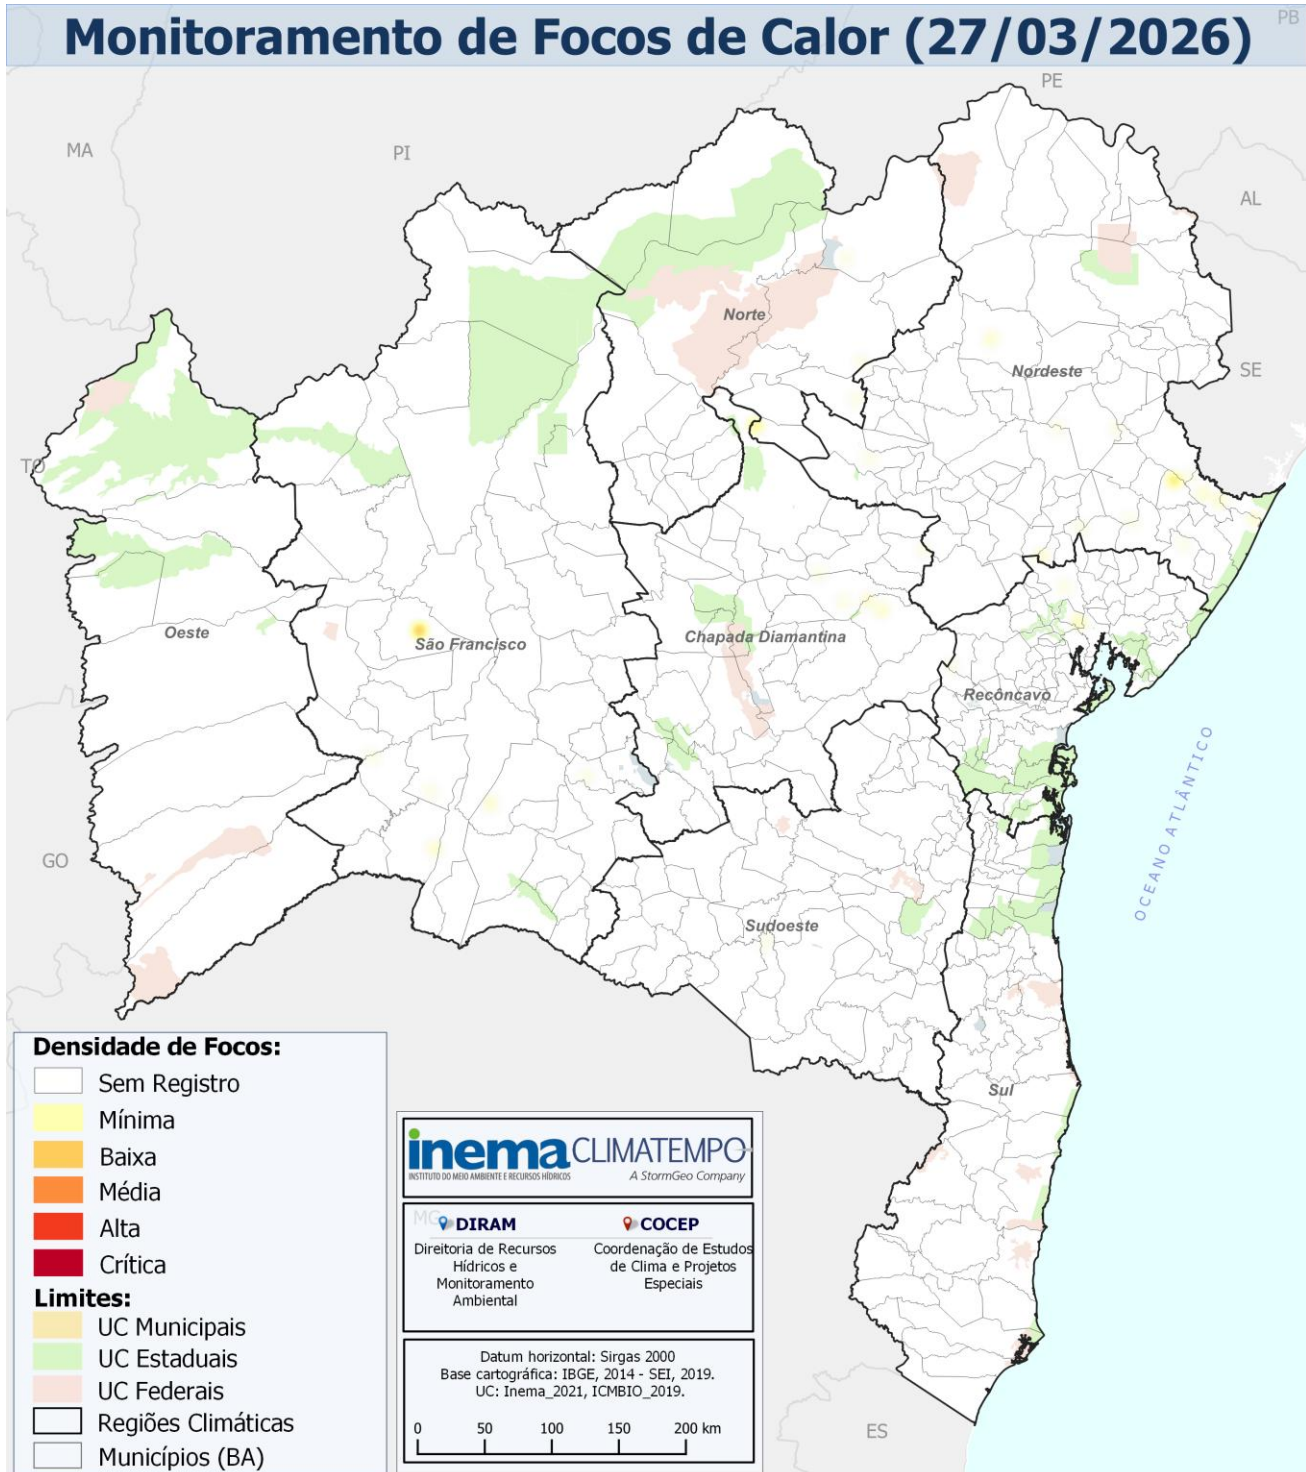 Monitoramento de Focos de Calor (27/03/2026)
PB
PE
MA
PI
AL
Norte
Nordeste
SE
TO
Oeste
São Francisco
Chapada Diamantina
Recôncavo
OCEANO ATLÂNTICO
GO
Sudoeste
Sul
MG
ES
Densidade de Focos:
Sem Registro
Mínima
Baixa
Média
Alta
Crítica
Limites:
UC Municipais
UC Estaduais
UC Federais
Regiões Climáticas
Municípios (BA)
inema
INSTITUTO DO MEIO AMBIENTE E RECURSOS HÍDRICOS
CLIMATEMPO
A StormGeo Company
DIRAM
Direitoria de Recursos
Hídricos e
Monitoramento
Ambiental
COCEP
Coordenação de Estudos
de Clima e Projetos
Especiais
Datum horizontal: Sirgas 2000
Base cartográfica: IBGE, 2014 - SEI, 2019.
UC: Inema_2021, ICMBIO_2019.
0 50 100 150 200 km